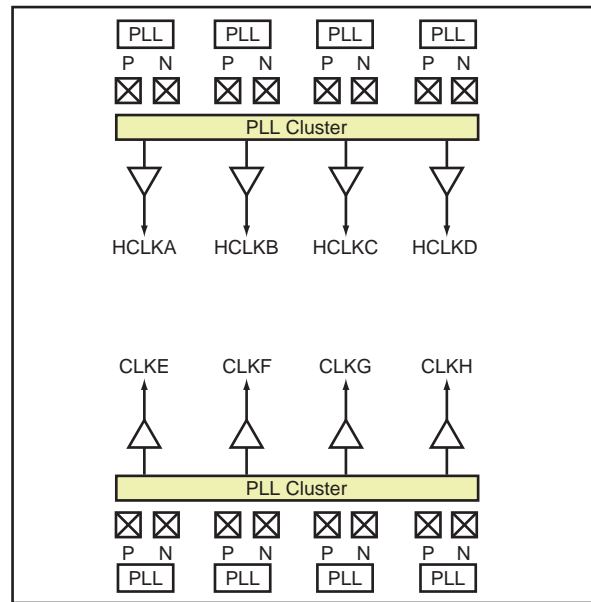 PLL PLL PLL PLL
P N P N P N P N
PLL Cluster
HCLKA HCLKB HCLKC HCLKD
CLKE CLKF CLKG CLKH
PLL Cluster
P N P N P N P N
PLL PLL PLL PLL